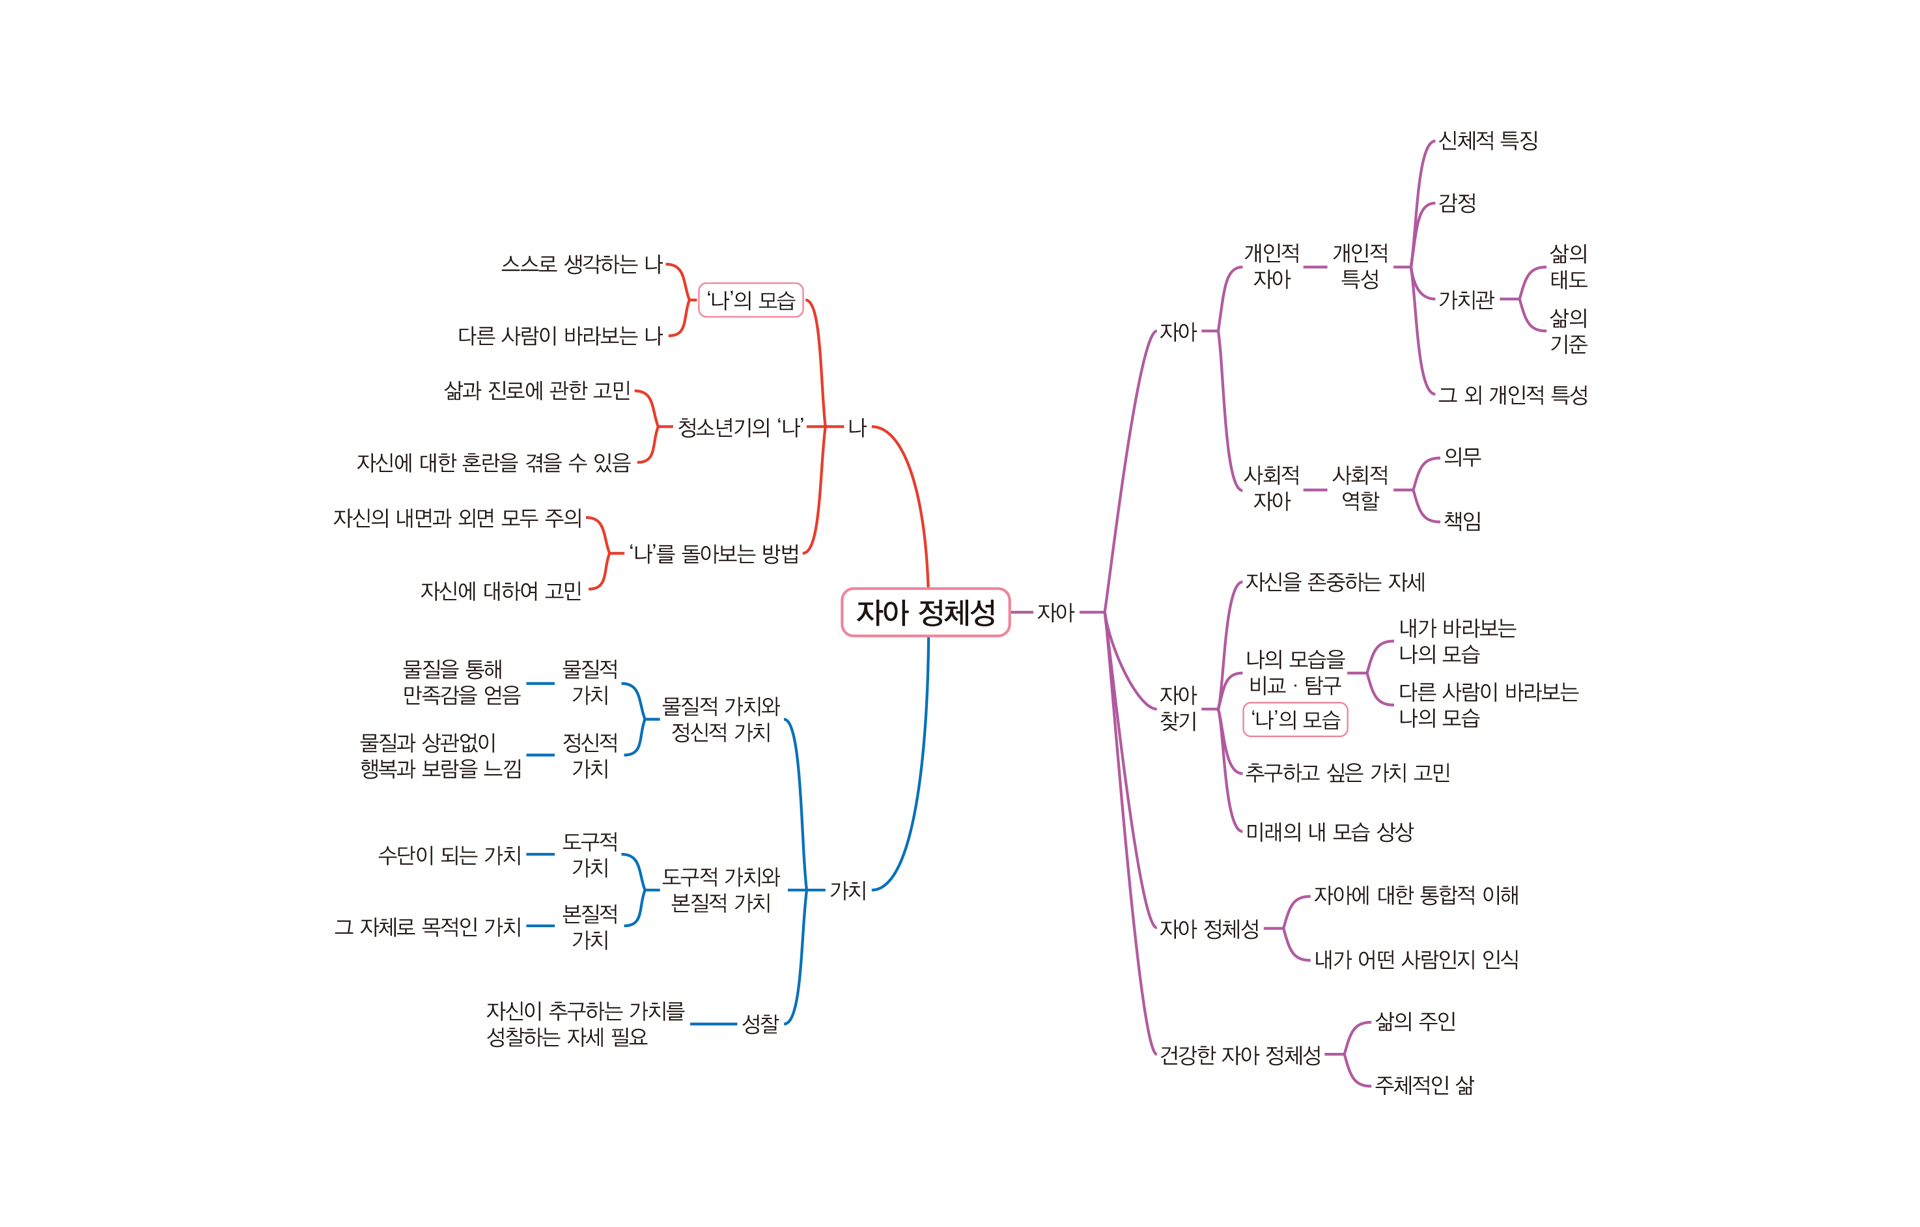 자아 정체성
나
‘나’의 모습
스스로 생각하는 나
다른 사람이 바라보는 나
청소년기의 ‘나’
삶과 진로에 관한 고민
자신에 대한 혼란을 겪을 수 있음
‘나’를 돌아보는 방법
자신의 내면과 외면 모두 주의
자신에 대하여 고민
가치
물질적 가치와
정신적 가치
물질적
가치
물질을 통해
만족감을 얻음
정신적
가치
물질과 상관없이
행복과 보람을 느낌
도구적 가치와
본질적 가치
도구적
가치
수단이 되는 가치
본질적
가치
그 자체로 목적인 가치
성찰
자신이 추구하는 가치를
성찰하는 자세 필요
자아
자아
개인적
자아
개인적
특성
신체적 특징
감정
가치관
삶의
태도
삶의
기준
그 외 개인적 특성
사회적
자아
사회적
역할
의무
책임
자아
찾기
자신을 존중하는 자세
나의 모습을
비교 · 탐구
‘나’의 모습
내가 바라보는
나의 모습
다른 사람이 바라보는
나의 모습
추구하고 싶은 가치 고민
미래의 내 모습 상상
자아 정체성
자아에 대한 통합적 이해
내가 어떤 사람인지 인식
건강한 자아 정체성
삶의 주인
주체적인 삶